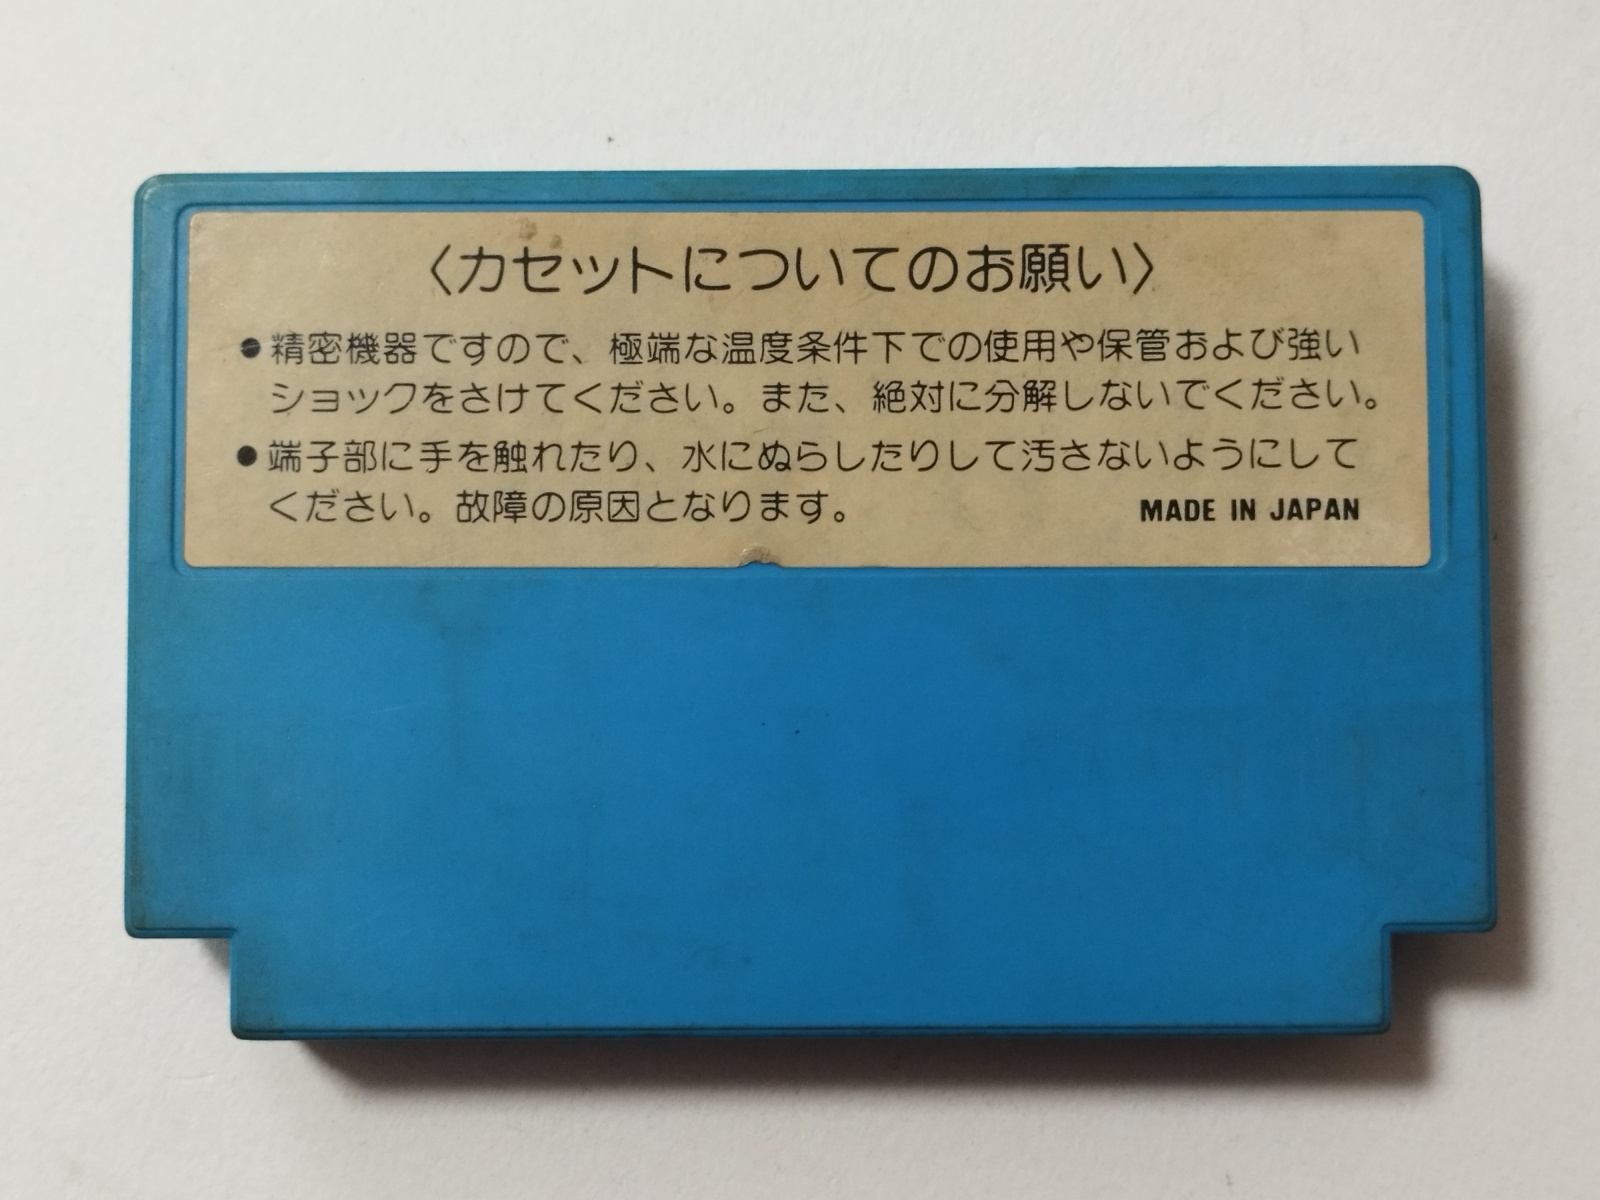 〈カセットについてのお願い〉
●精密機器ですので、極端な温度条件下での使用や保管および強い
ショックをさけてください。また、絶対に分解しないでください。
●端子部に手を触れたり、水にぬらしたりして汚さないようにして
ください。故障の原因となります。 MADE IN JAPAN